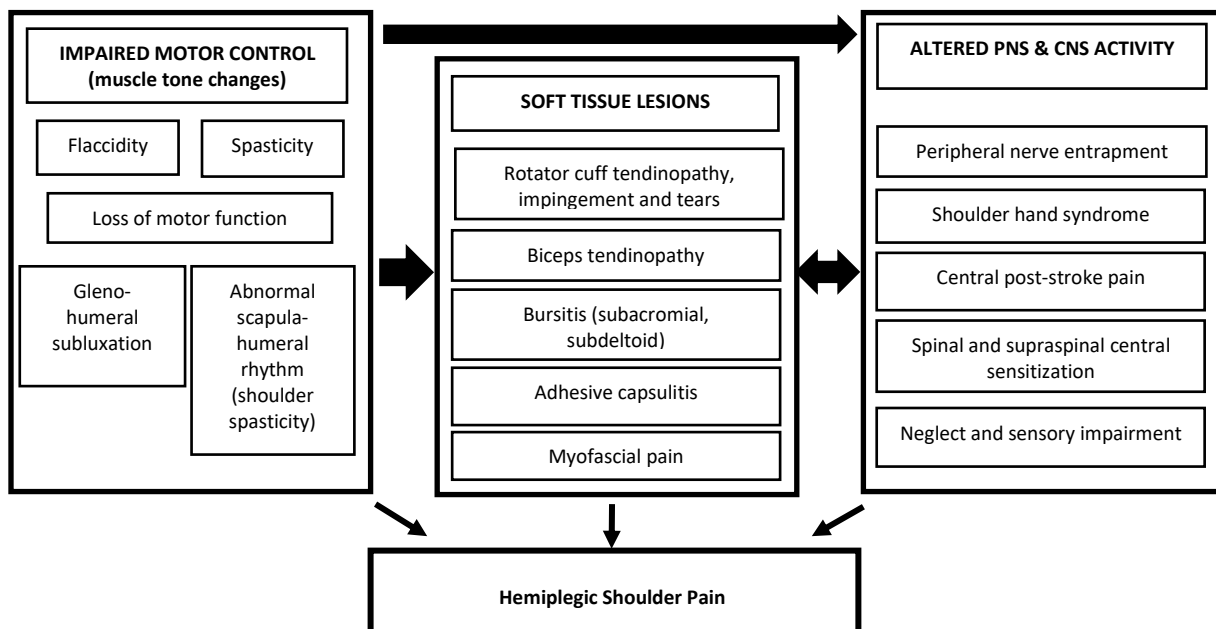 IMPAIRED MOTOR CONTROL
(muscle tone changes)
Flaccidity
Spasticity
Loss of motor function
Gleno-
humeral
subluxation
Abnormal
scapula-
humeral
rhythm
(shoulder
spasticity)
SOFT TISSUE LESIONS
Rotator cuff tendinopathy,
impingement and tears
Biceps tendinopathy
Bursitis (subacromial,
subdeltoid)
Adhesive capsulitis
Myofascial pain
ALTERED PNS & CNS ACTIVITY
Peripheral nerve entrapment
Shoulder hand syndrome
Central post-stroke pain
Spinal and supraspinal central
sensitization
Neglect and sensory impairment
Hemiplegic Shoulder Pain